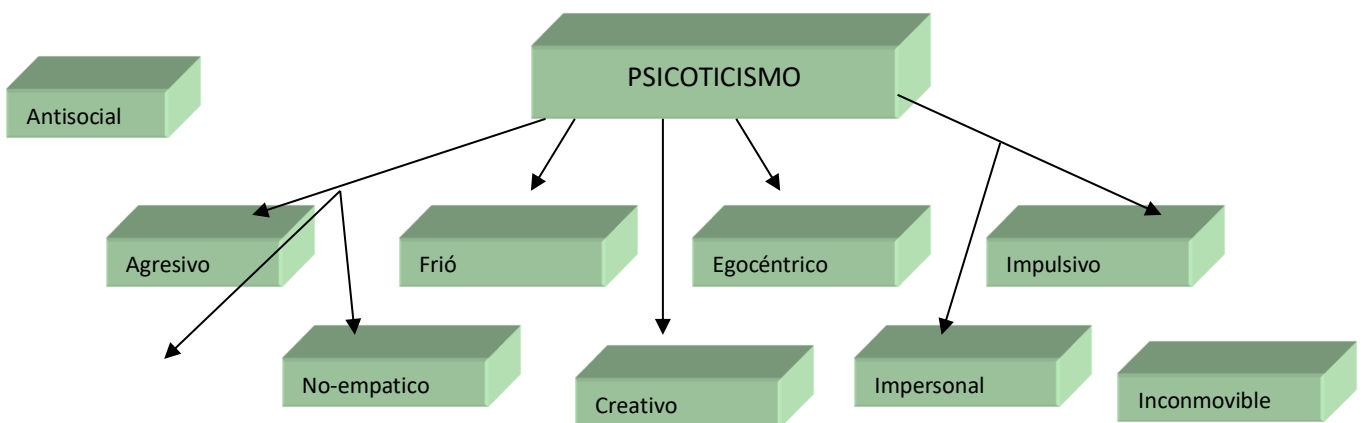 PSICOTICISMO
Antisocial
Agresivo
Frió
Egocéntrico
Impulsivo
No-empatico
Creativo
Impersonal
Inconmovible